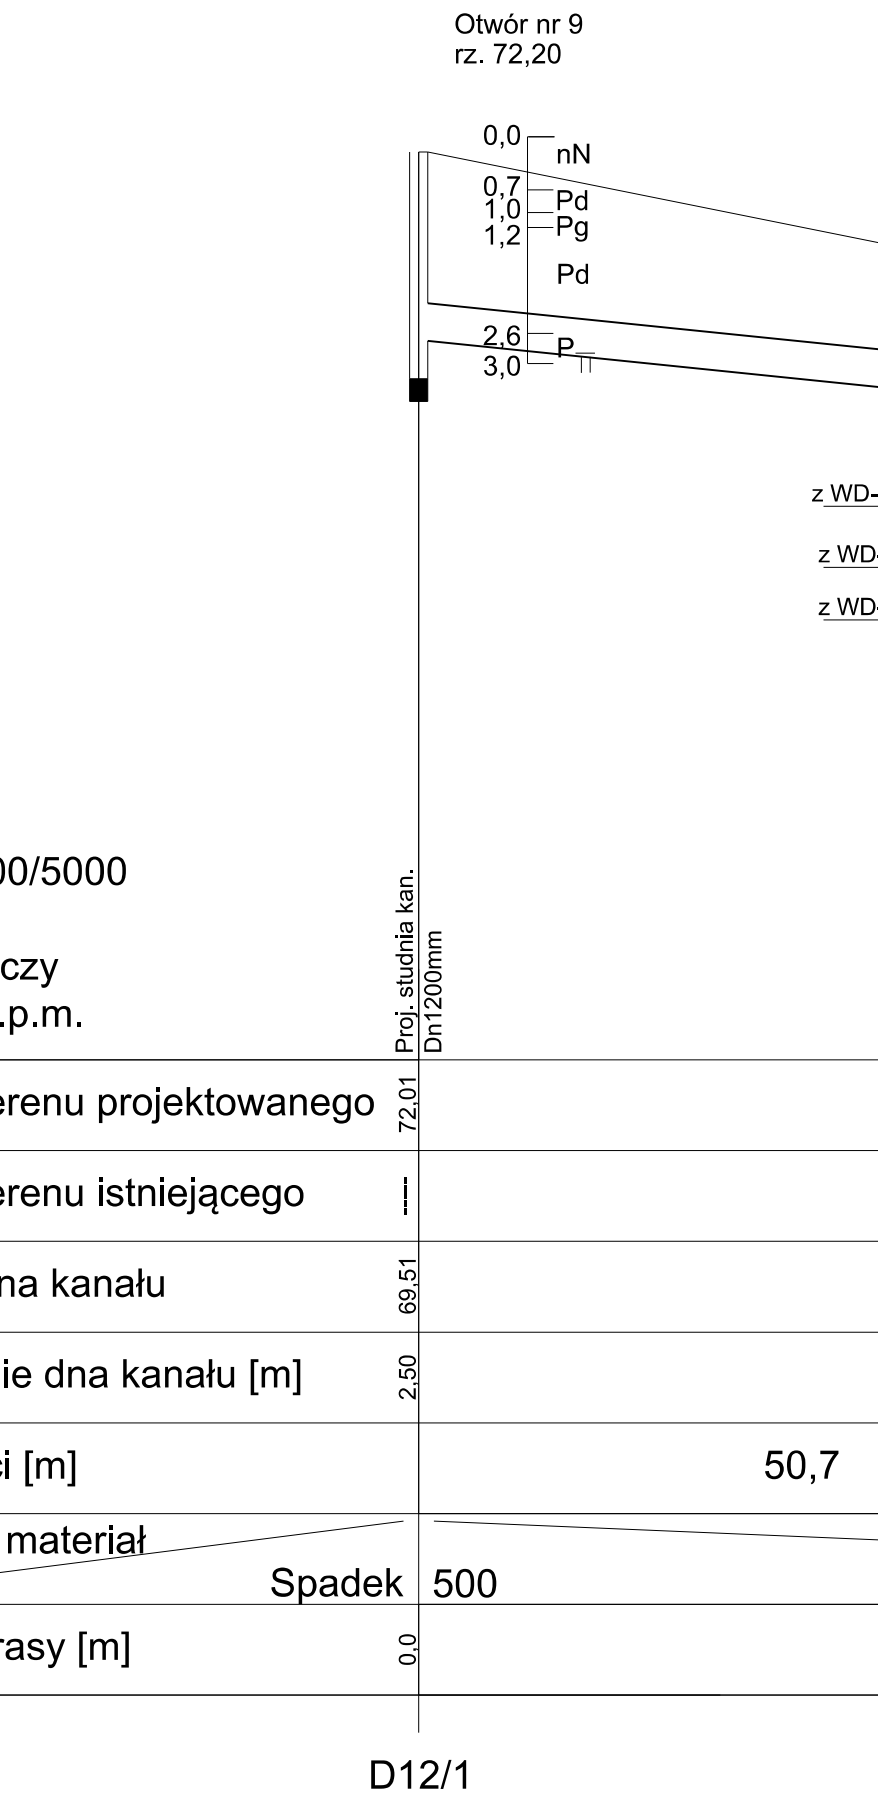 Otwór nr 9
rz. 72,20
0,0
nN
0,7
Pd
1,0
Pg
1,2
Pd
2,6
P
3,0
z WD-
z WD-
z WD-
00/5000
czy
.p.m.
Proj. studnia kan.
Dn1200mm
erenu projektowanego
72,01
erenu istniejącego
-----
na kanału
69,51
ie dna kanału [m]
2,50
i [m]
50,7
materiał
Spadek
500
rasy [m]
0,0
D12/1